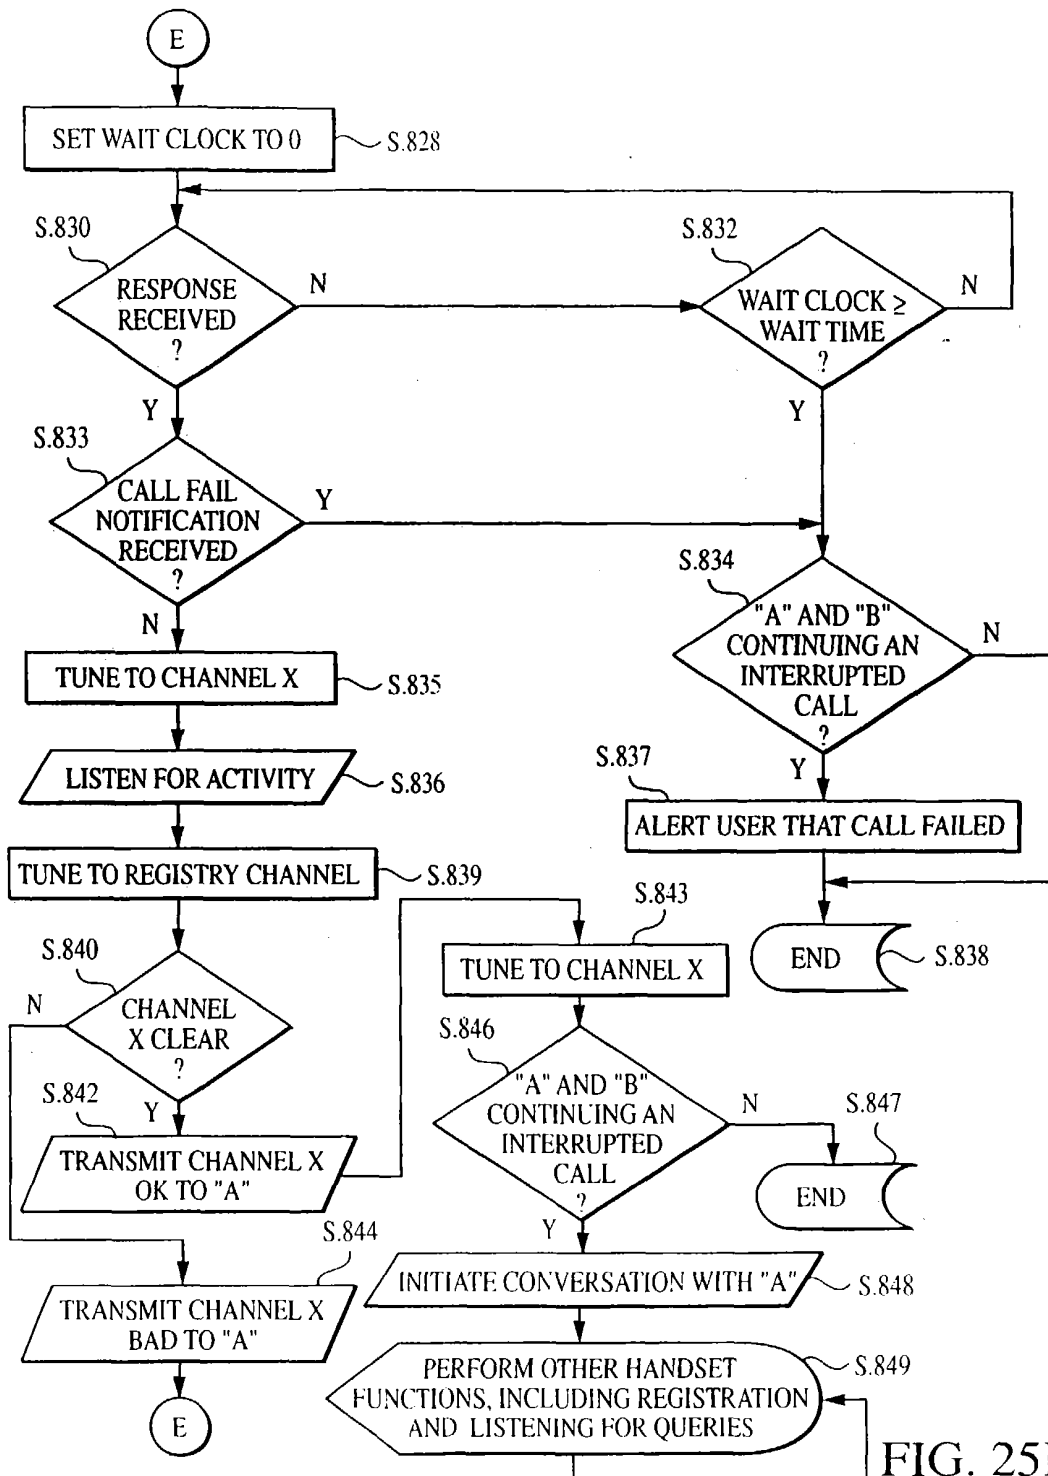 E
SET WAIT CLOCK TO 0
S.828
S.830
RESPONSE
RECEIVED
?
N
Y
S.832
WAIT CLOCK ≥
WAIT TIME
?
N
Y
S.833
CALL FAIL
NOTIFICATION
RECEIVED
?
Y
N
S.834
"A" AND "B"
CONTINUING AN
INTERRUPTED
CALL
?
N
Y
TUNE TO CHANNEL X
S.835
LISTEN FOR ACTIVITY
S.836
S.837
ALERT USER THAT CALL FAILED
TUNE TO REGISTRY CHANNEL
S.839
END
S.838
S.840
CHANNEL
X CLEAR
?
N
Y
S.843
TUNE TO CHANNEL X
S.842
TRANSMIT CHANNEL X
OK TO "A"
S.846
"A" AND "B"
CONTINUING AN
INTERRUPTED
CALL
?
N
Y
S.847
END
S.844
TRANSMIT CHANNEL X
BAD TO "A"
E
INITIATE CONVERSATION WITH "A"
S.848
PERFORM OTHER HANDSET
FUNCTIONS, INCLUDING REGISTRATION
AND LISTENING FOR QUERIES
S.849
FIG.